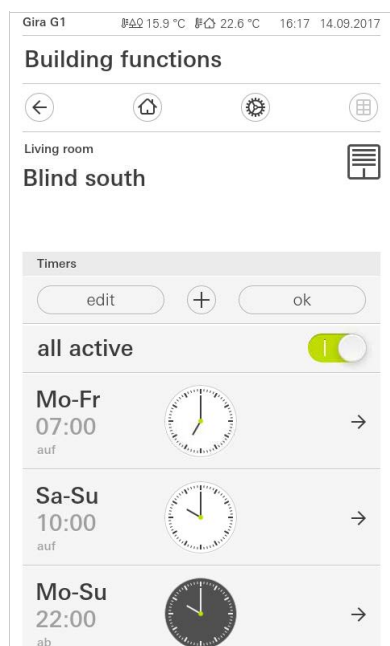 Gira G1 15.9 °C 22.6 °C 16:17 14.09.2017
Building functions
Living room
Blind south
Timers
edit + ok
all active
Mo-Fr
07:00
auf
Sa-Su
10:00
auf
Mo-Su
22:00
ab